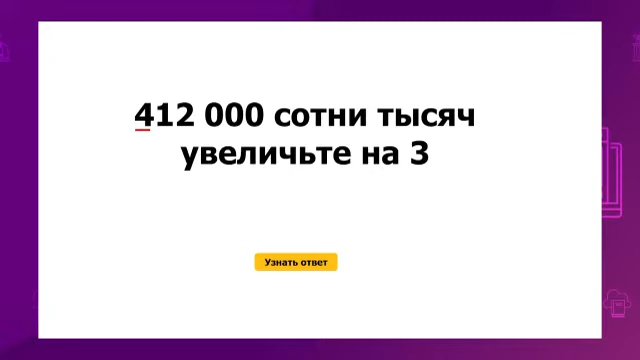 412 000 сотни тысяч
увеличьте на 3
Узнать ответ